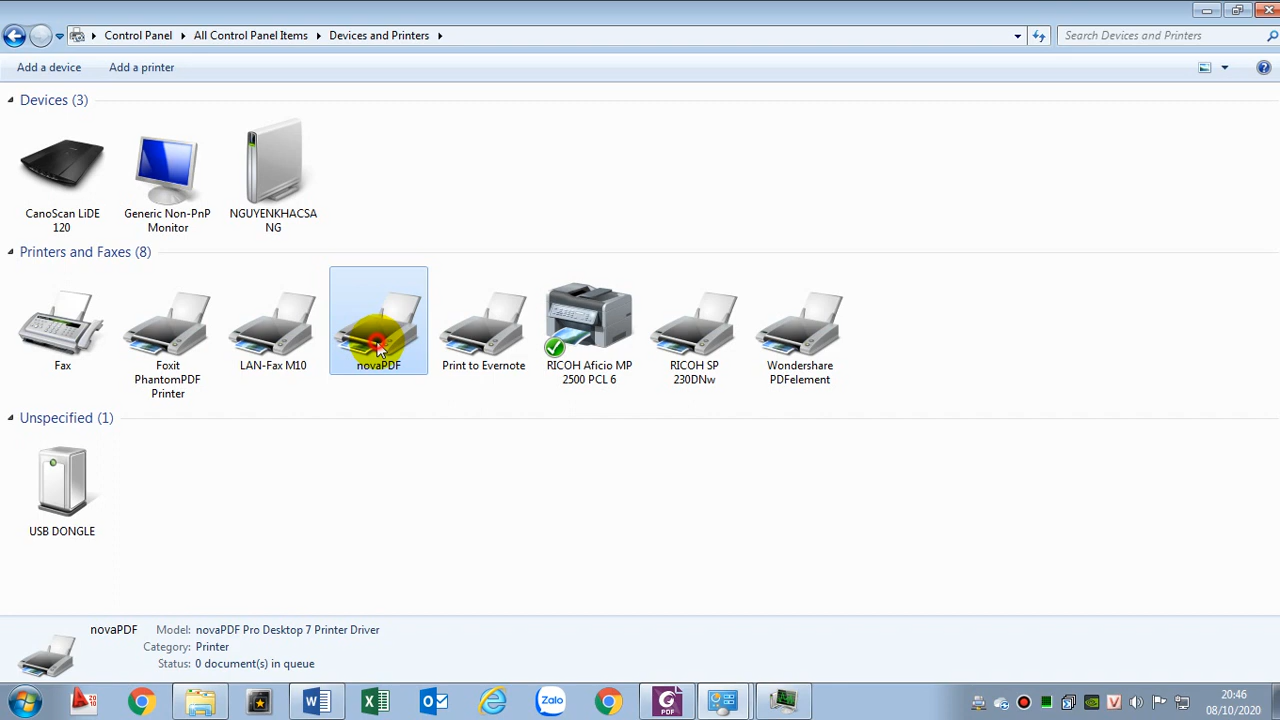 Control Panel All Control Panel Items Devices and Printers
Search Devices and Printers
Add a device Add a printer
Devices (3)
CanoScan LiDE
120
Generic Non-PnP
Monitor
NGUYENKHACSA
NG
Printers and Faxes (8)
Fax
Foxit
PhantomPDF
Printer
LAN-Fax M10
novaPDF
Print to Evernote
RICOH Aficio MP
2500 PCL 6
RICOH SP
230DNw
Wondershare
PDFelement
Unspecified (1)
USB DONGLE
novaPDF Model: novaPDF Pro Desktop 7 Printer Driver
Category: Printer
Status: 0 document(s) in queue
Zalo
PDF
20:46
08/10/2020